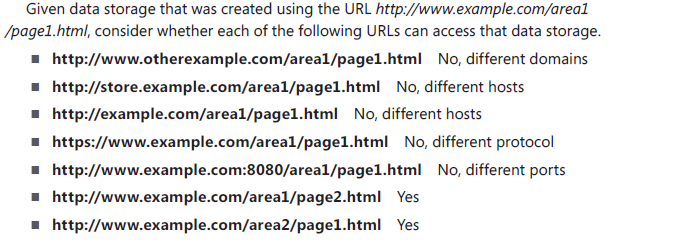 Given data storage that was created using the URL http://www.example.com/area1
/page1.html, consider whether each of the following URLs can access that data storage.
■ http://www.otherexample.com/area1/page1.html No, different domains
■ http://store.example.com/area1/page1.html No, different hosts
■ http://example.com/area1/page1.html No, different hosts
■ https://www.example.com/area1/page1.html No, different protocol
■ http://www.example.com:8080/area1/page1.html No, different ports
■ http://www.example.com/area1/page2.html Yes
■ http://www.example.com/area2/page1.html Yes